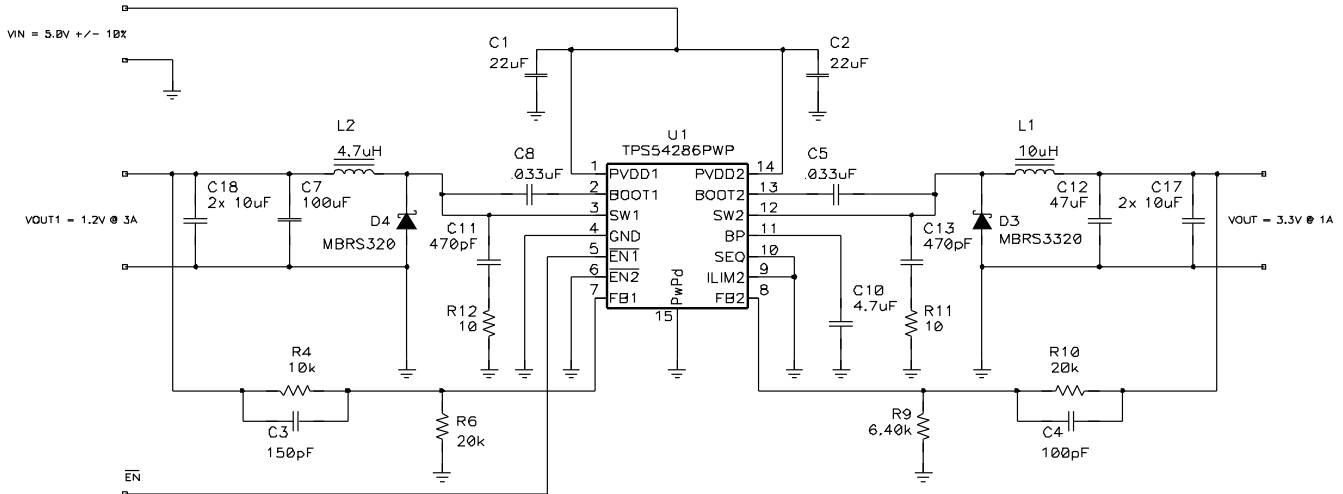 VIN = 5.0V +/- 10%
C1
22uF
C2
22uF
U1
TPS54286PWP
L2
4.7uH
C8
.033uF
C5
.033uF
L1
10uH
1
PVDD1
PVDD2
14
2
BOOT1
BOOT2
13
3
SW1
SW2
12
4
GND
BP
11
5
EN1
SEQ
10
6
EN2
ILIM2
9
7
FB1
FB2
8
PwPd
15
C18
2x 10uF
C7
100uF
D4
MBRS320
C11
470pF
C13
470pF
D3
MBRS3320
C12
47uF
C17
2x 10uF
VOUT1 = 1.2V @ 3A
VOUT = 3.3V @ 1A
C10
4.7uF
R12
10
R11
10
R4
10k
C3
150pF
R6
20k
R9
6.40k
R10
20k
C4
100pF
EN